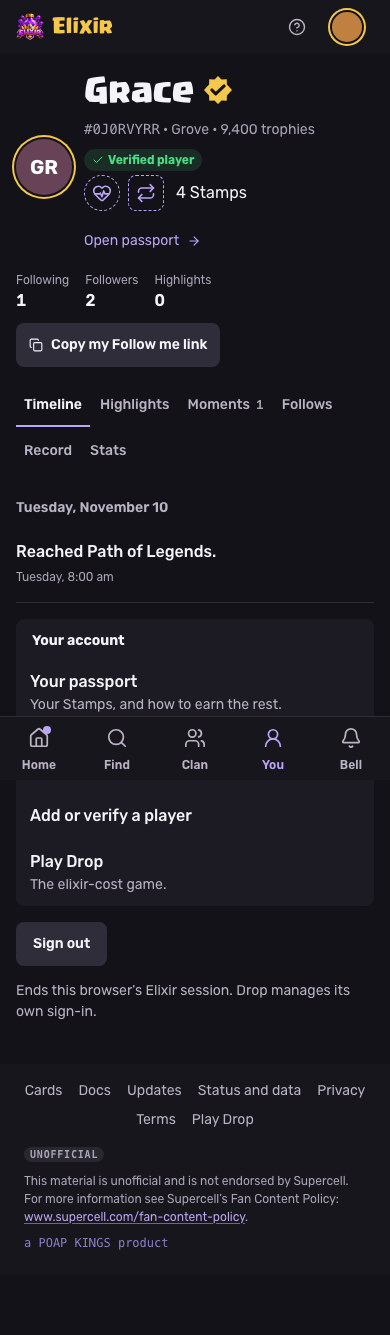 Elixir
Grace
#0J0RVYRR • Grove • 9,400 trophies
GR
Verified player
4 Stamps
Open passport →
Following
1
Followers
2
Highlights
0
Copy my Follow me link
Timeline
Highlights
Moments 1
Follows
Record
Stats
Tuesday, November 10
Reached Path of Legends.
Tuesday, 8:00 am
Your account
Your passport
Your Stamps, and how to earn the rest.
Home
Find
Clan
You
Bell
Add or verify a player
Play Drop
The elixir-cost game.
Sign out
Ends this browser's Elixir session. Drop manages its
own sign-in.
Cards Docs Updates Status and data Privacy
Terms Play Drop
UNOFFICIAL
This material is unofficial and is not endorsed by Supercell.
For more information see Supercell's Fan Content Policy:
www.supercell.com/fan-content-policy.
a POAP KINGS product